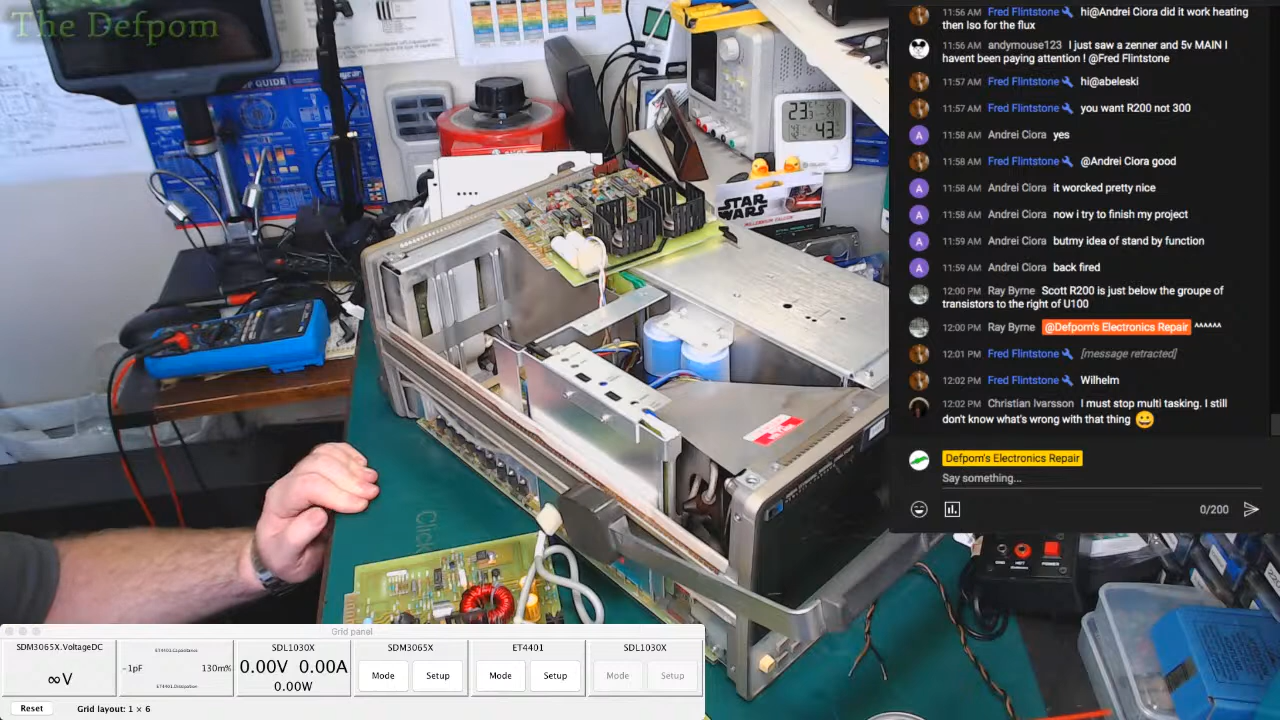 The Defpom
11:56 AM Fred Flintstone hi@Andrei Ciora did it work heating
then Iso for the flux
11:56 AM andymouse123 I just saw a zenner and 5v MAIN I
havent been paying attention ! @Fred Flintstone
11:57 AM Fred Flintstone hi@abeleski
11:57 AM Fred Flintstone you want R200 not 300
11:58 AM Andrei Ciora yes
11:58 AM Fred Flintstone @Andrei Ciora good
11:58 AM Andrei Ciora it worcked pretty nice
11:58 AM Andrei Ciora now i try to finish my project
11:59 AM Andrei Ciora butmy idea of stand by function
11:59 AM Andrei Ciora back fired
12:00 PM Ray Byrne Scott R200 is just below the groupe of
transistors to the right of U100
12:00 PM Ray Byrne @Defpom's Electronics Repair ^^^^^^
12:01 PM Fred Flintstone [message retracted]
12:02 PM Fred Flintstone Wilhelm
12:02 PM Christian Ivarsson I must stop multi tasking. I still
don't know what's wrong with that thing 😀
Defpom's Electronics Repair
Say something...
0/200
GUIDE
23.3
43
STAR
WARS
Click
POWER
Grid panel
SDM3065X.VoltageDC
∞V
ET4401.Capacitance
-1pF 130m%
ET4401.Dissipation
SDL1030X
0.00V 0.00A
0.00W
SDM3065X
Mode Setup
ET4401
Mode Setup
SDL1030X
Mode Setup
Reset Grid layout: 1 × 6